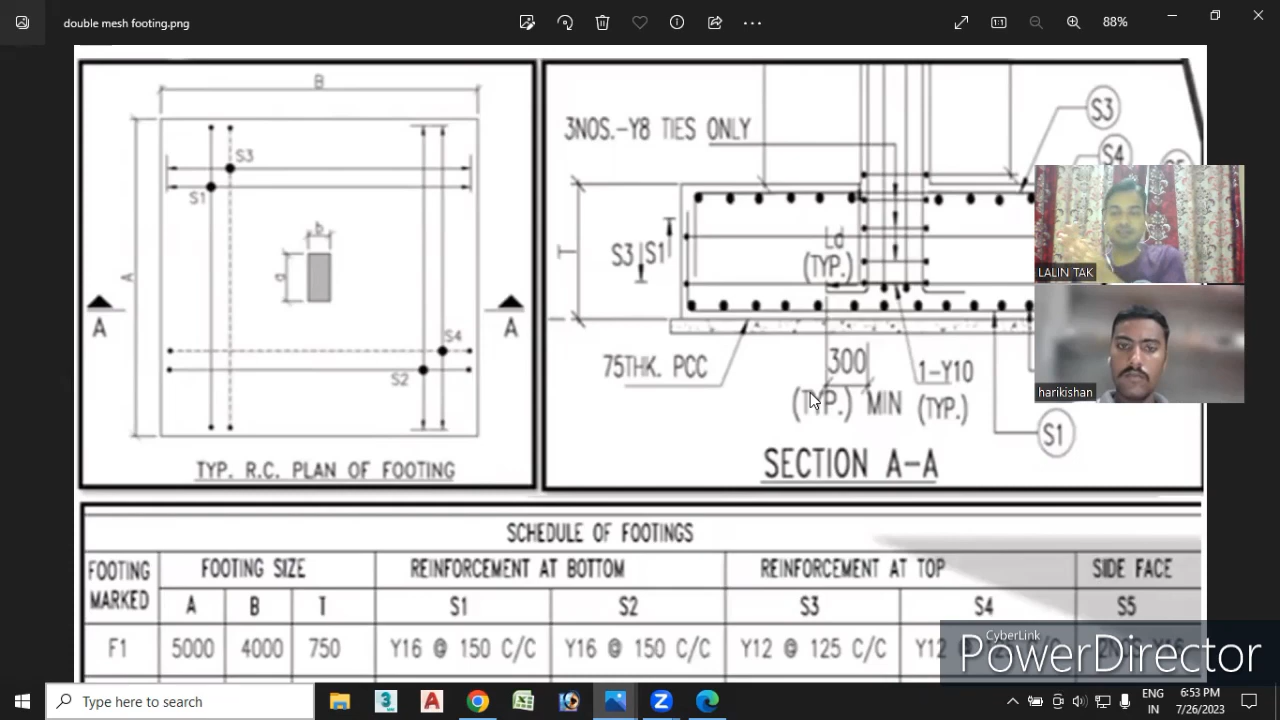 double mesh footing.png
88%
B
S3
S1
b
a
A
A
A
S4
S2
TYP. R.C. PLAN OF FOOTING
3NOS.-Y8 TIES ONLY
S3
S4
T
S3
S1
Ld
(TYP.)
75THK. PCC
300
(TYP.) MIN
1-Y10
(TYP.)
S1
SECTION A-A
LALIN TAK
harikishan
SCHEDULE OF FOOTINGS
FOOTING MARKED
FOOTING SIZE
REINFORCEMENT AT BOTTOM
REINFORCEMENT AT TOP
SIDE FACE
A B T S1 S2 S3 S4 S5
F1 5000 4000 750 Y16 @ 150 C/C Y16 @ 150 C/C Y12 @ 125 C/C
CyberLink
PowerDirector
Type here to search
ENG
IN
6:53 PM
7/26/2023